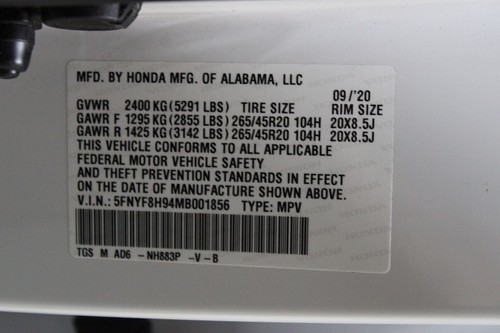 MFD. BY HONDA MFG. OF ALABAMA, LLC
09/'20
GVWR 2400 KG (5291 LBS) TIRE SIZE RIM SIZE
GAWR F 1295 KG (2855 LBS) 265/45R20 104H 20X8.5J
GAWR R 1425 KG (3142 LBS) 265/45R20 104H 20X8.5J
THIS VEHICLE CONFORMS TO ALL APPLICABLE
FEDERAL MOTOR VEHICLE SAFETY
AND THEFT PREVENTION STANDARDS IN EFFECT
ON THE DATE OF MANUFACTURE SHOWN ABOVE.
V.I.N.: 5FNYF8H94MB001856 TYPE: MPV
TGS M AD6 -NH883P -V-B